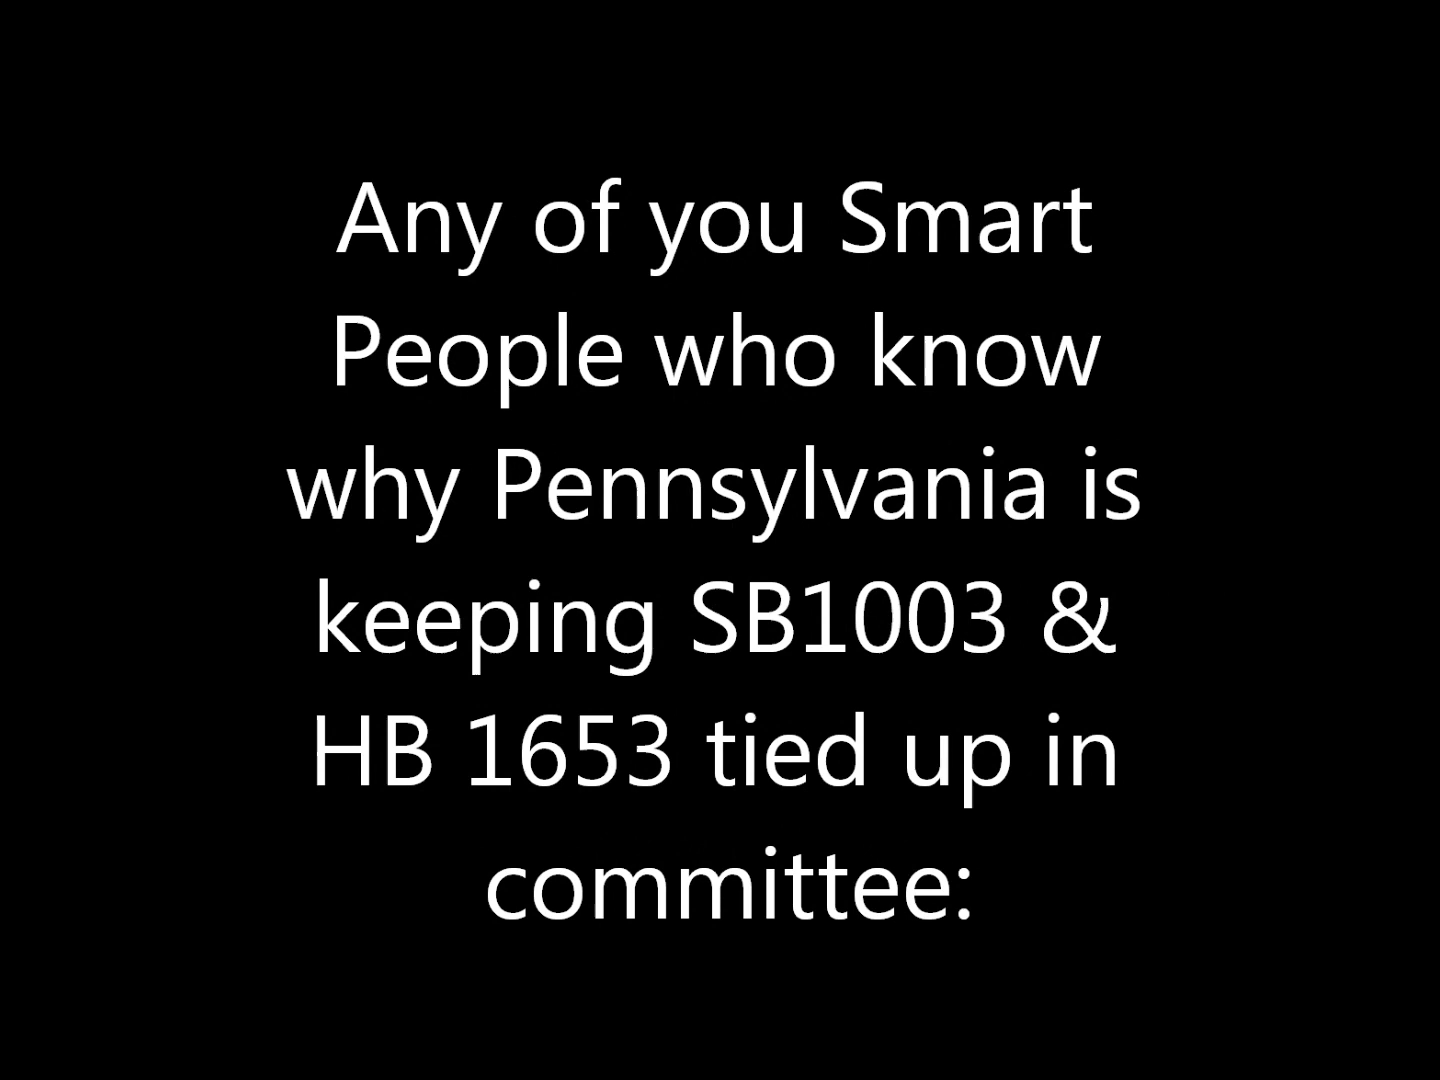 Any of you Smart
People who know
why Pennsylvania is
keeping SB1003 &
HB 1653 tied up in
committee: